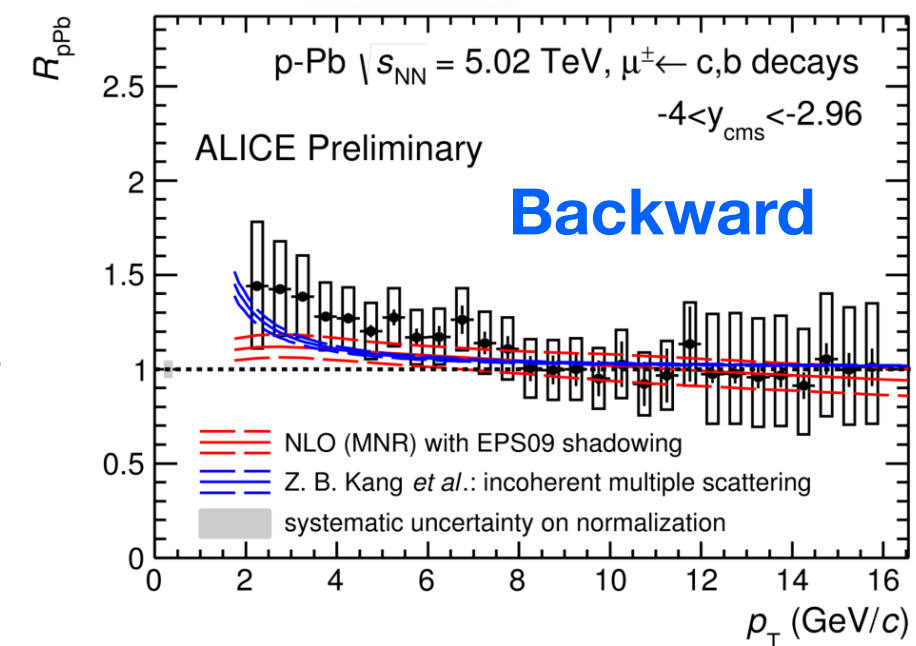 R_pPb
p-Pb √s_NN = 5.02 TeV, μ^±← c,b decays
-4<y_cms<-2.96
ALICE Preliminary
Backward
2.5
2
1.5
1
0.5
0
NLO (MNR) with EPS09 shadowing
Z. B. Kang et al.: incoherent multiple scattering
systematic uncertainty on normalization
0 2 4 6 8 10 12 14 16
p_T (GeV/c)